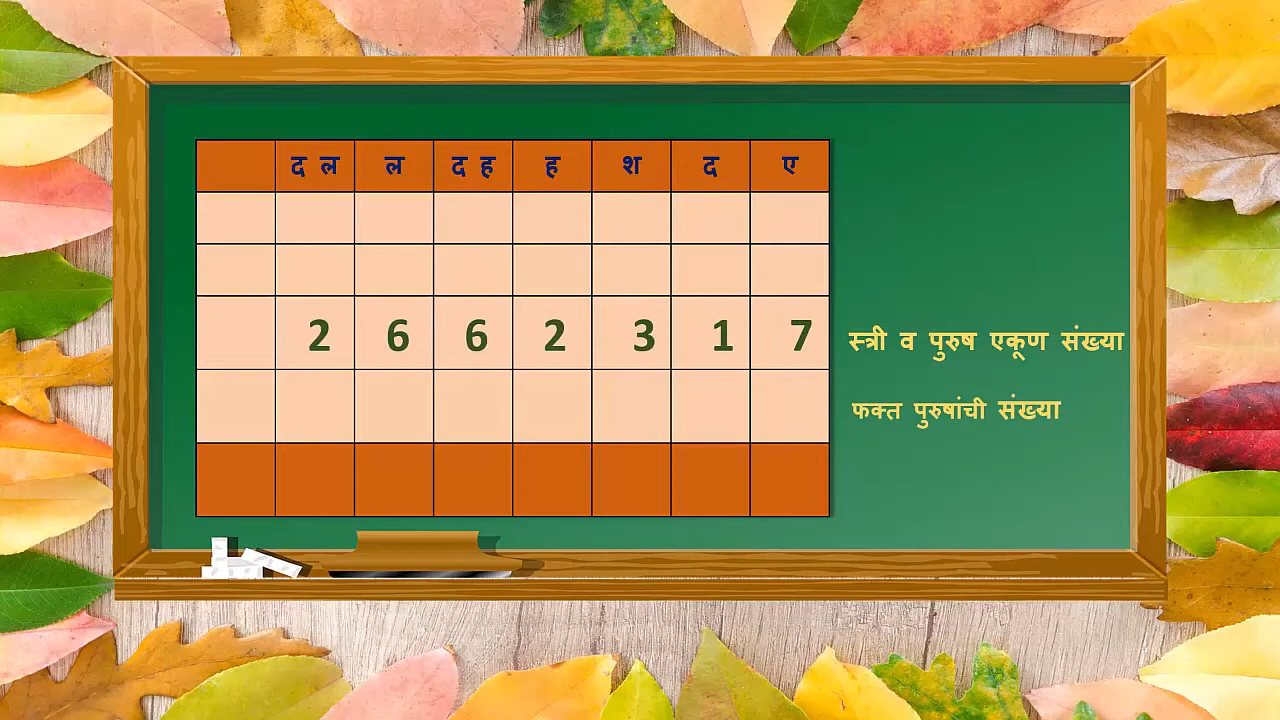 द ल ल द ह ह श द ए
2 6 6 2 3 1 7 स्त्री व पुरुष एकूण संख्या
फक्त पुरुषांची संख्या